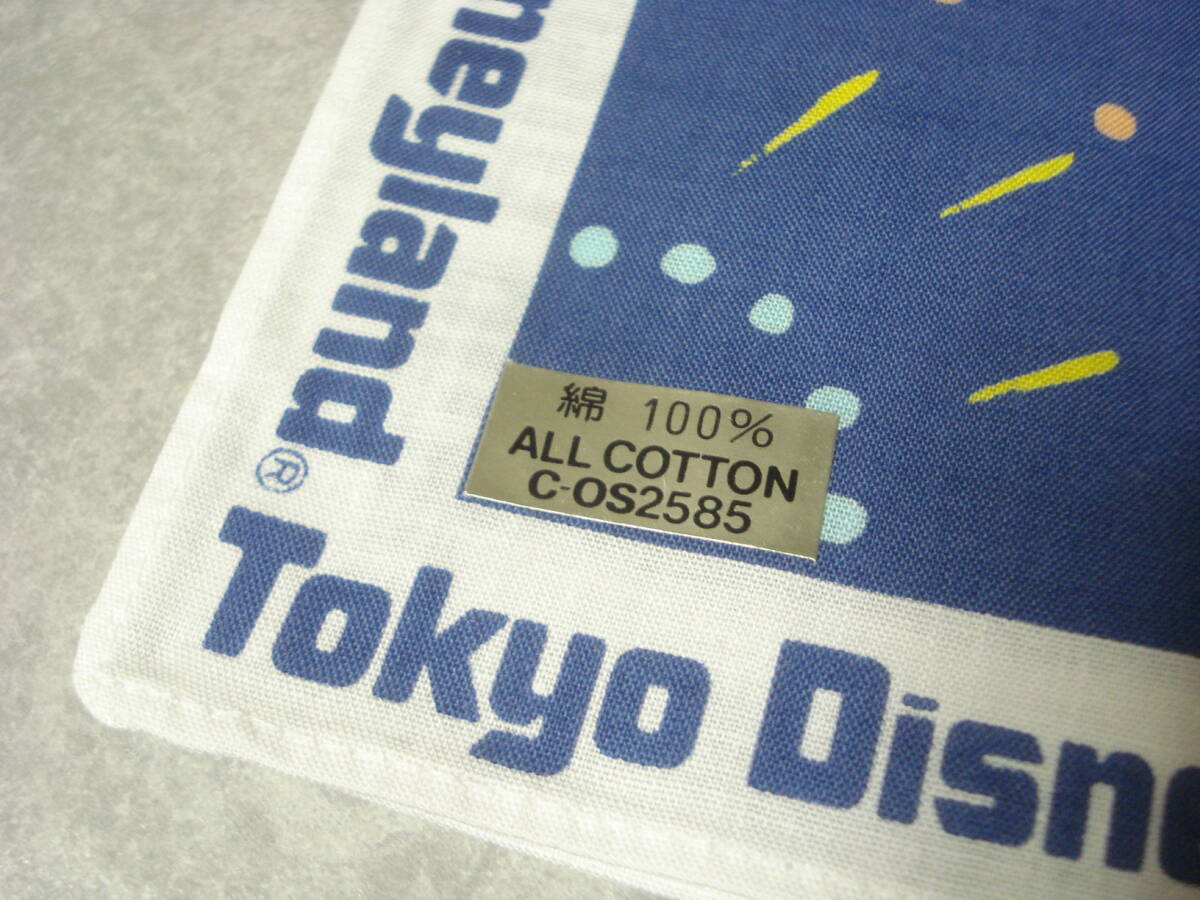 neyland®
綿 100%
ALL COTTON
C-OS2585
Tokyo Disne